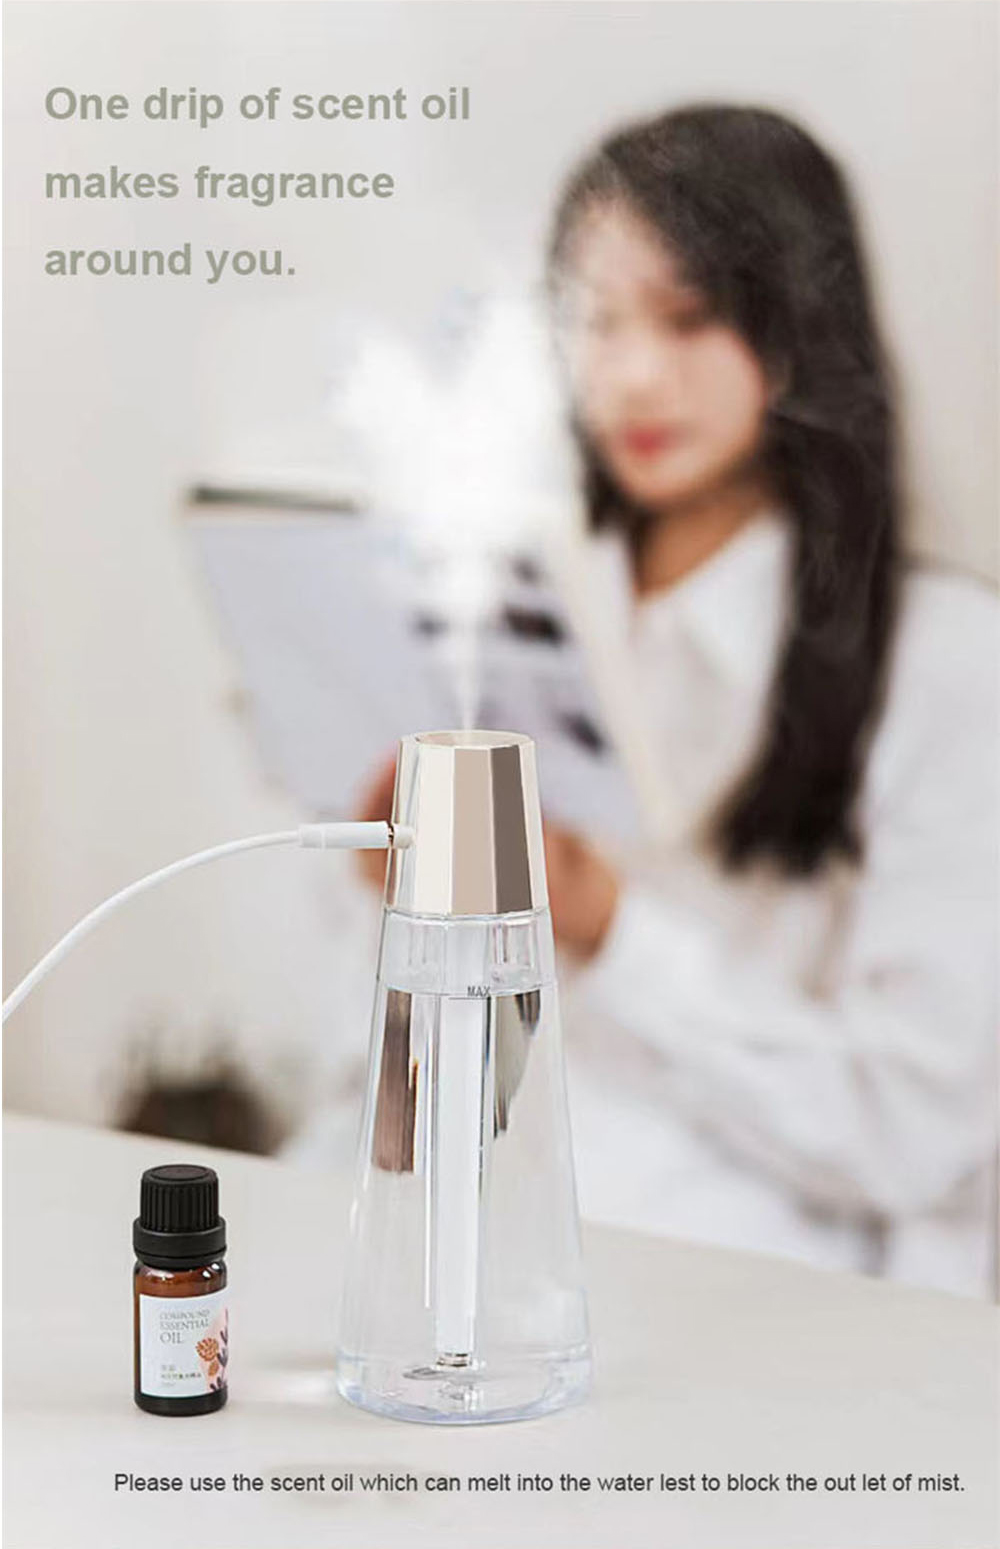 One drip of scent oil
makes fragrance
around you.
MAX
COMPOUND
ESSENTIAL
OIL
Please use the scent oil which can melt into the water lest to block the out let of mist.